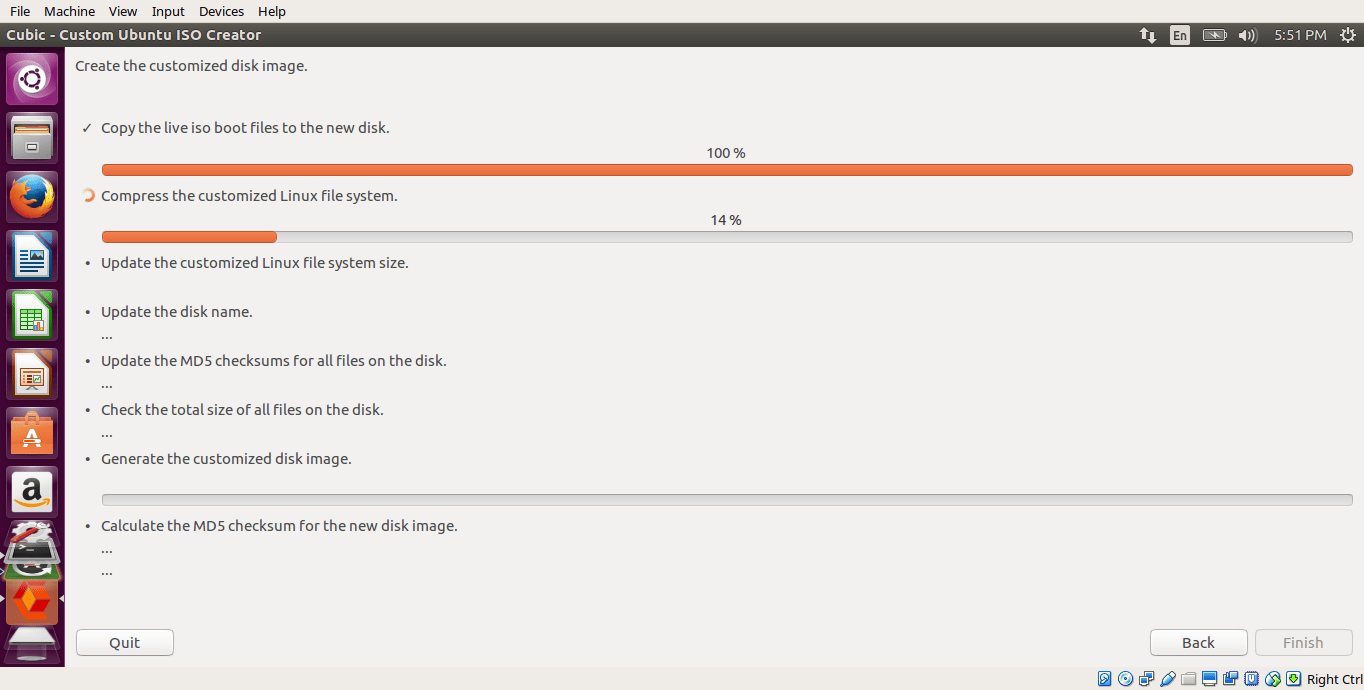 File Machine View Input Devices Help
Cubic - Custom Ubuntu ISO Creator En 5:51 PM
Create the customized disk image.
✓ Copy the live iso boot files to the new disk.
100 %
Compress the customized Linux file system.
14 %
• Update the customized Linux file system size.
• Update the disk name.
...
• Update the MD5 checksums for all files on the disk.
...
• Check the total size of all files on the disk.
...
• Generate the customized disk image.
• Calculate the MD5 checksum for the new disk image.
...
...
Quit Back Finish
Right Ctrl